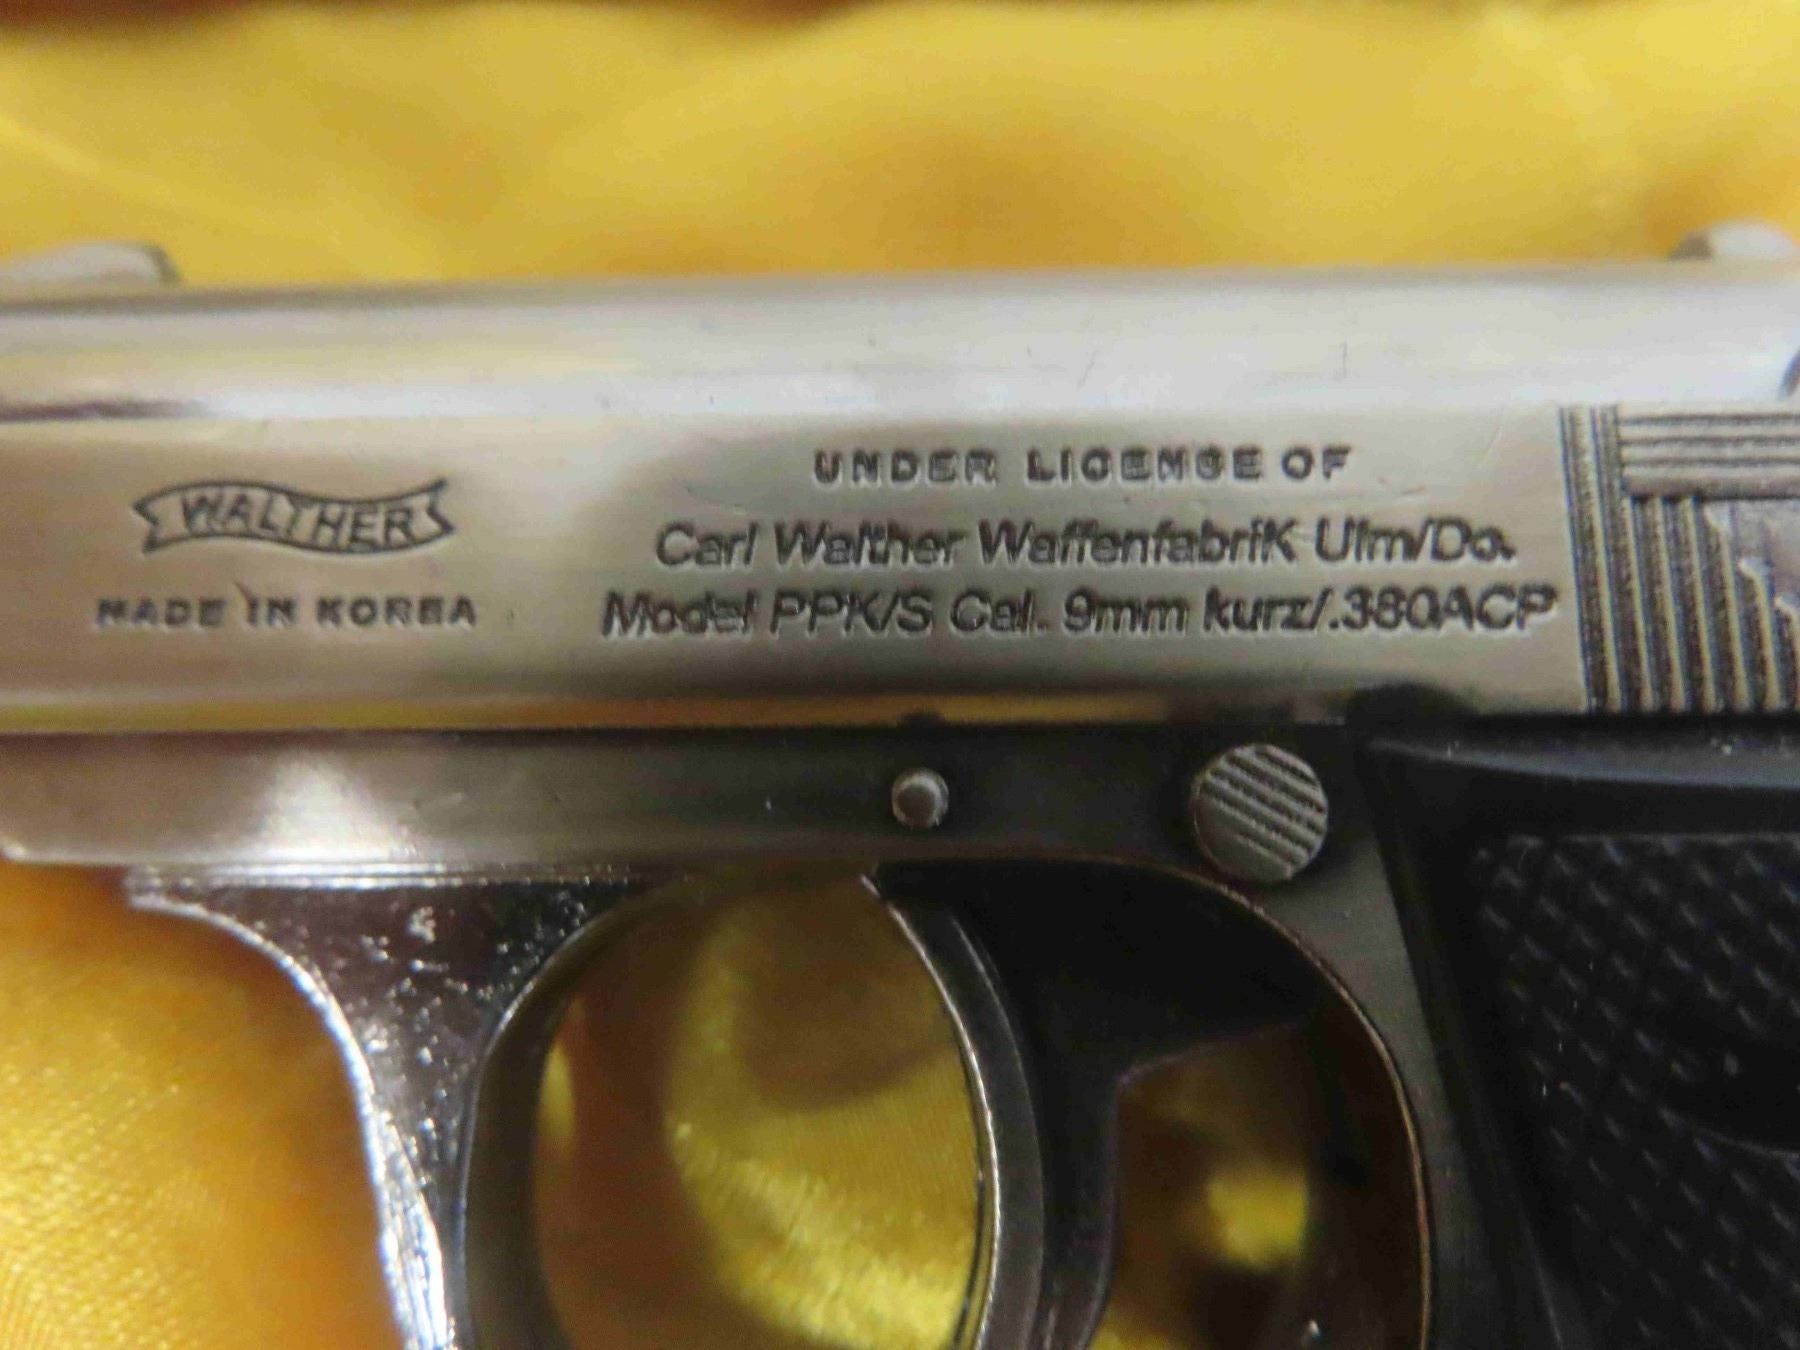 WALTHER
MADE IN KOREA
UNDER LICENSE OF
Carl Walther WaffenfabriK Ulm/Do.
Model PPK/S Cal. 9mm kurz/.380ACP